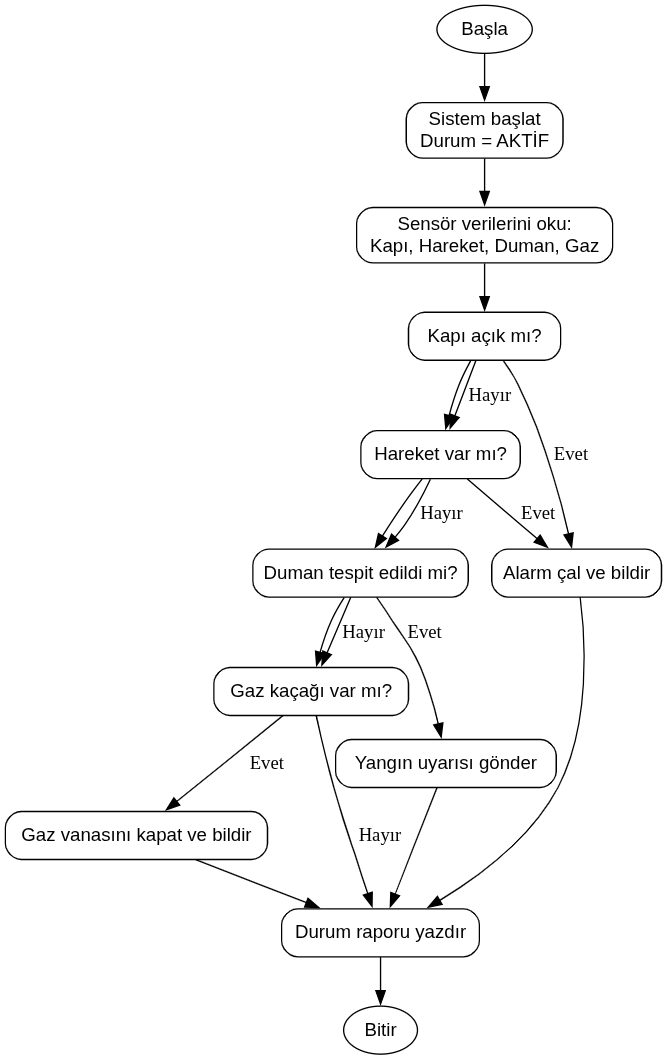 Başla
Sistem başlat
Durum = AKTİF
Sensör verilerini oku:
Kapı, Hareket, Duman, Gaz
Kapı açık mı?
Hayır
Evet
Hareket var mı?
Hayır
Evet
Duman tespit edildi mi?
Alarm çal ve bildir
Hayır
Evet
Gaz kaçağı var mı?
Evet
Yangın uyarısı gönder
Gaz vanasını kapat ve bildir
Hayır
Durum raporu yazdır
Bitir